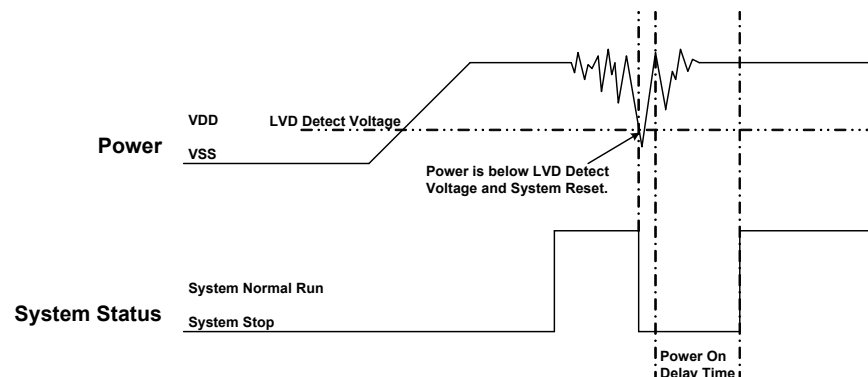 VDD
LVD Detect Voltage
Power
VSS
Power is below LVD Detect
Voltage and System Reset.
System Normal Run
System Status
System Stop
Power On
Delay Time